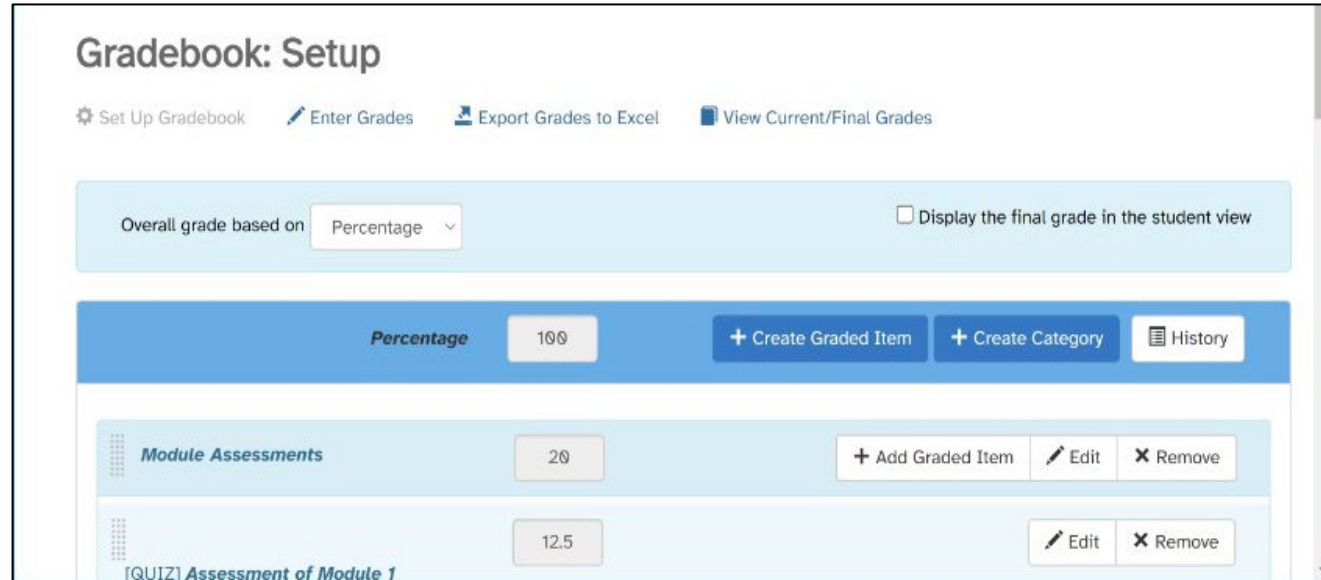 Gradebook: Setup
Set Up Gradebook Enter Grades Export Grades to Excel View Current/Final Grades
Overall grade based on Percentage Display the final grade in the student view
Percentage 100 + Create Graded Item + Create Category History
Module Assessments 20 + Add Graded Item Edit Remove
12.5 Edit Remove
[QUIZ] Assessment of Module 1